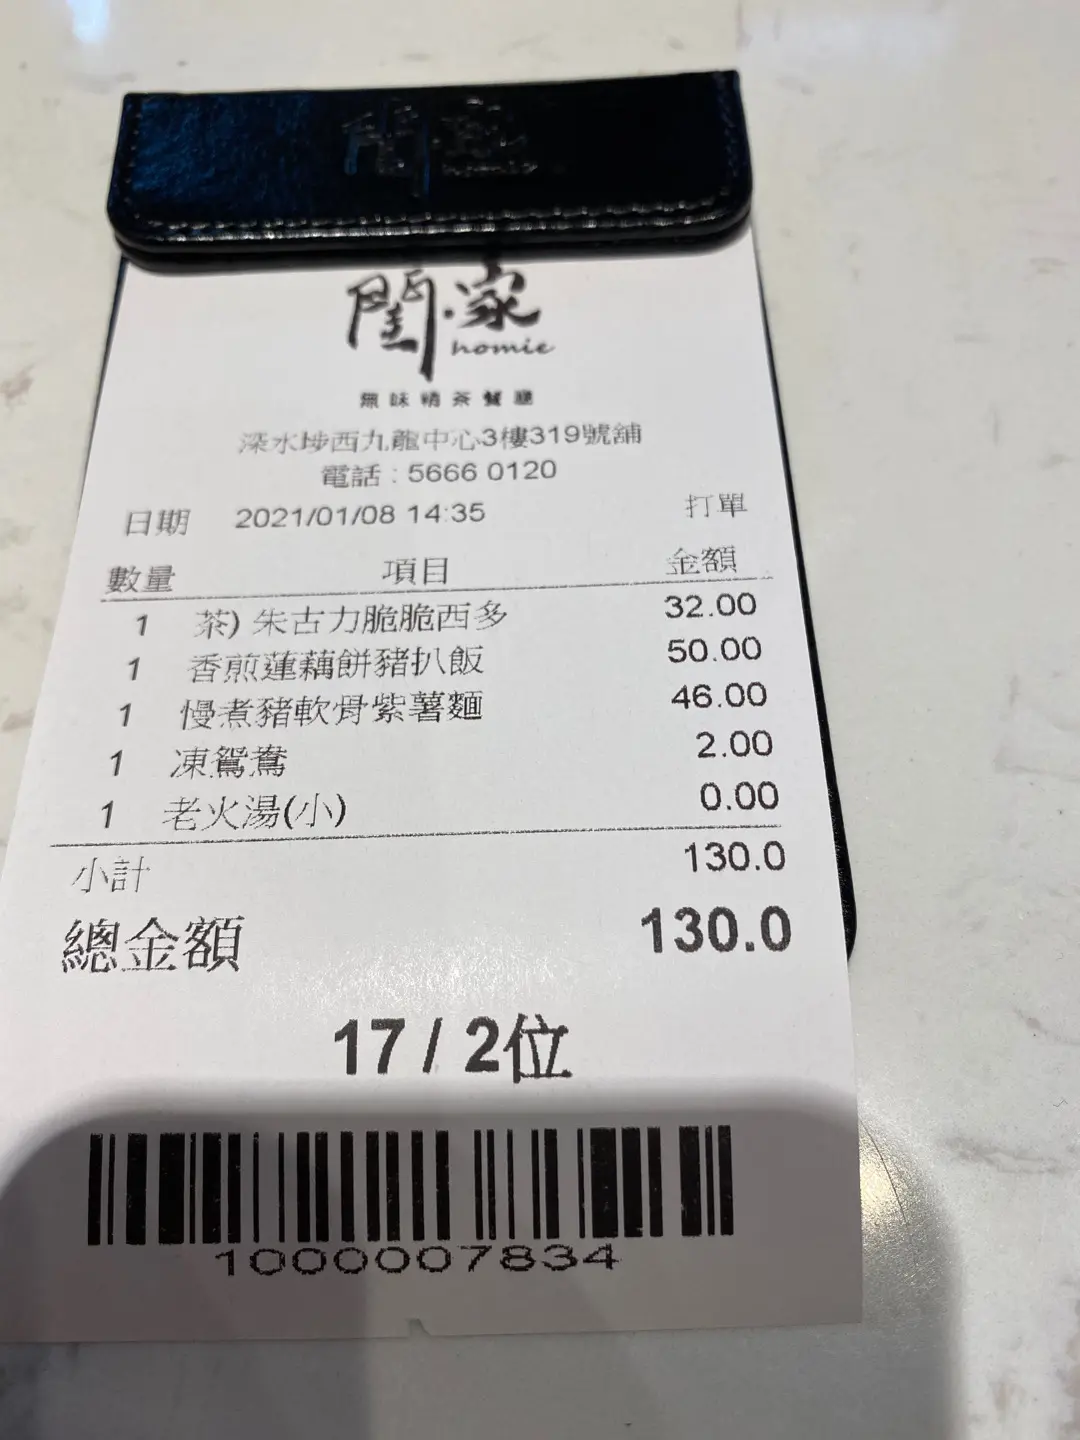 閨·家
homie
無味精茶餐廳
深水埗西九龍中心3樓319號舖
電話 : 5666 0120
日期 2021/01/08 14:35 打單
數量 項目 金額
1 茶) 朱古力脆脆西多 32.00
1 香煎蓮藕餅豬扒飯 50.00
1 慢煮豬軟骨紫薯麵 46.00
1 凍鴛鴦 2.00
1 老火湯(小) 0.00
小計 130.0
總金額 130.0
17 / 2位
1000007834